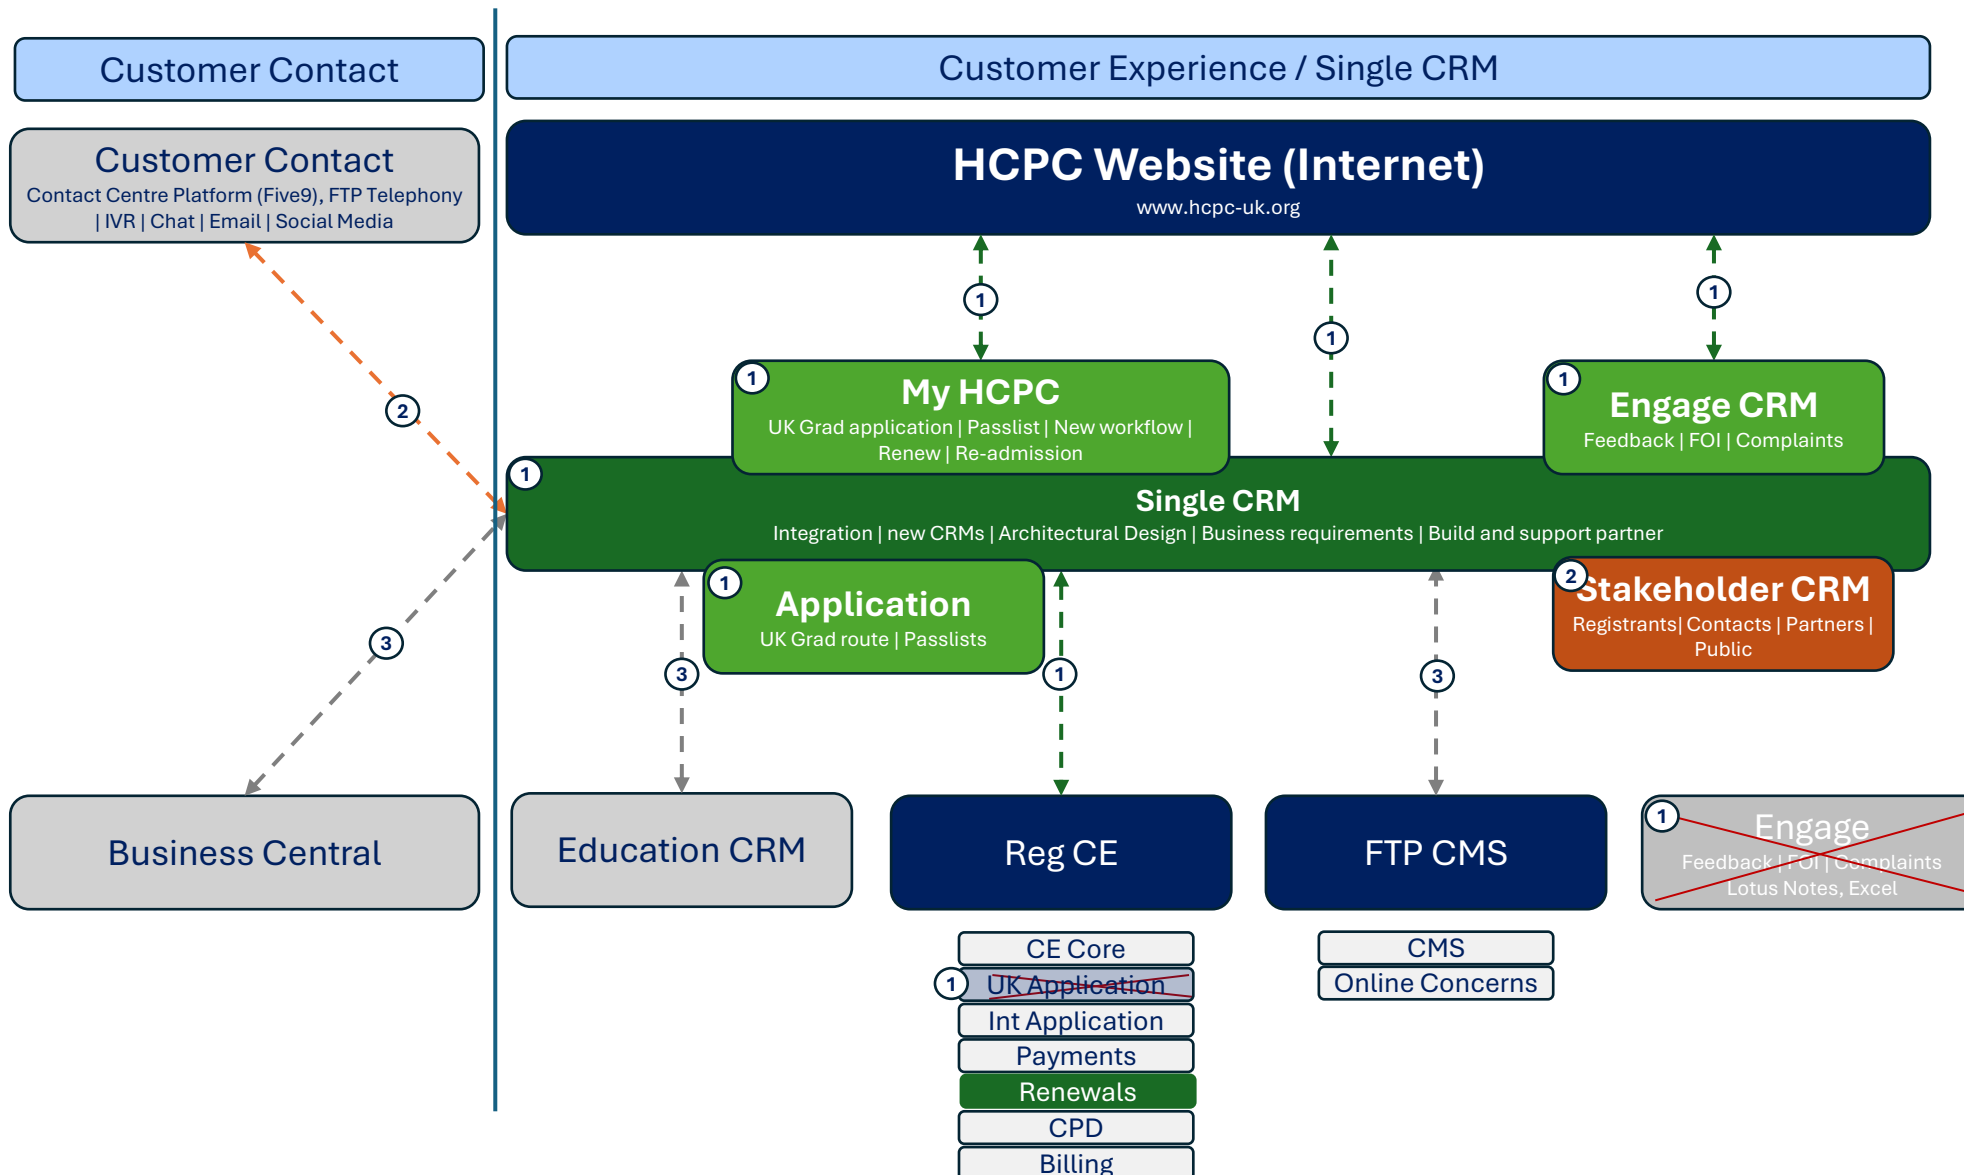 Customer Contact
Customer Experience / Single CRM
Customer Contact
Contact Centre Platform (Five9), FTP Telephony
| IVR | Chat | Email | Social Media
HCPC Website (Internet)
www.hcpc-uk.org
1
1
1
2
1
My HCPC
UK Grad application | Passlist | New workflow |
Renew | Re-admission
1
Engage CRM
Feedback | FOI | Complaints
1
Single CRM
Integration | new CRMs | Architectural Design | Business requirements | Build and support partner
1
Application
UK Grad route | Passlists
2
Stakeholder CRM
Registrants| Contacts | Partners |
Public
3
3
1
3
Business Central
Education CRM
Reg CE
FTP CMS
1
Engage
Feedback | FOI | Complaints
Lotus Notes, Excel
CE Core
1
UK Application
Int Application
Payments
Renewals
CPD
Billing
CMS
Online Concerns